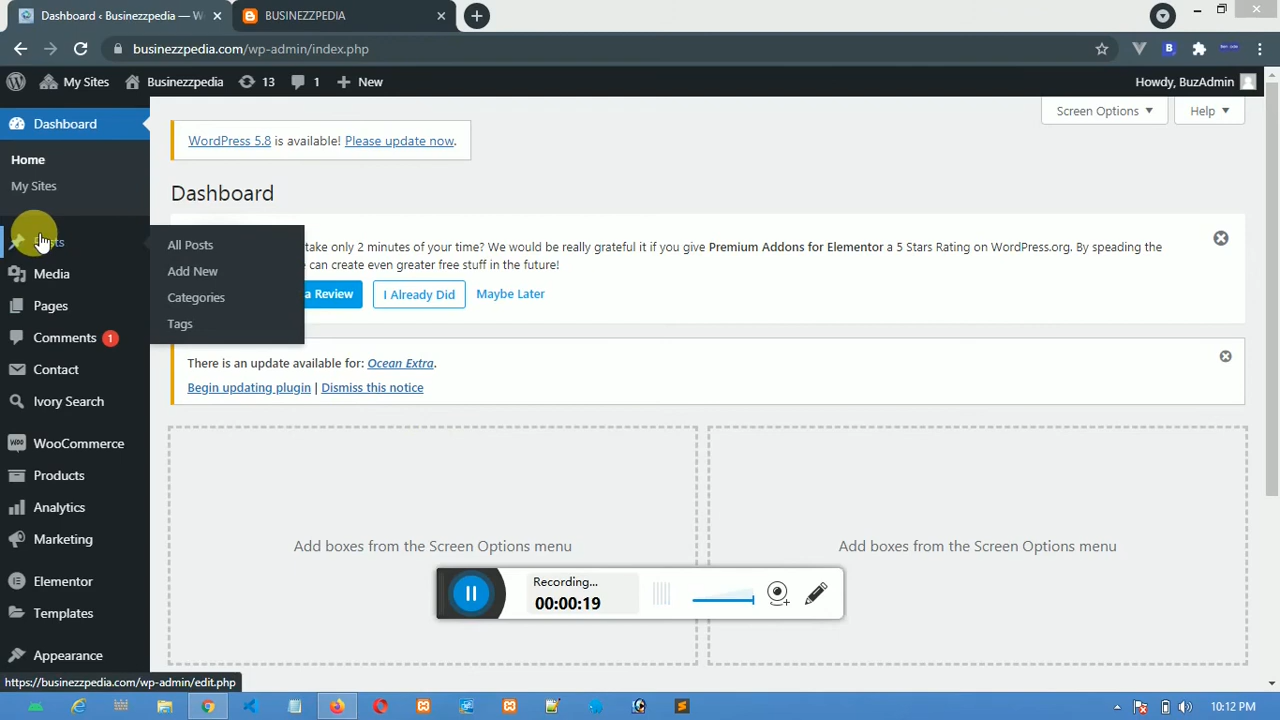 Dashboard ‹ Businezzpedia — W
BUSINEZZPEDIA
businezzpedia.com/wp-admin/index.php
My Sites
Businezzpedia
13
1
New
Howdy, BuzAdmin
Dashboard
Home
My Sites
Media
Pages
Comments 1
Contact
Ivory Search
WooCommerce
Products
Analytics
Marketing
Elementor
Templates
Appearance
All Posts
Add New
Categories
Tags
Screen Options
Help
WordPress 5.8 is available! Please update now.
Dashboard
take only 2 minutes of your time? We would be really grateful it if you give Premium Addons for Elementor a 5 Stars Rating on WordPress.org. By speading the
can create even greater free stuff in the future!
a Review
I Already Did
Maybe Later
There is an update available for: Ocean Extra.
Begin updating plugin | Dismiss this notice
Add boxes from the Screen Options menu
Add boxes from the Screen Options menu
Recording...
00:00:19
https://businezzpedia.com/wp-admin/edit.php
10:12 PM